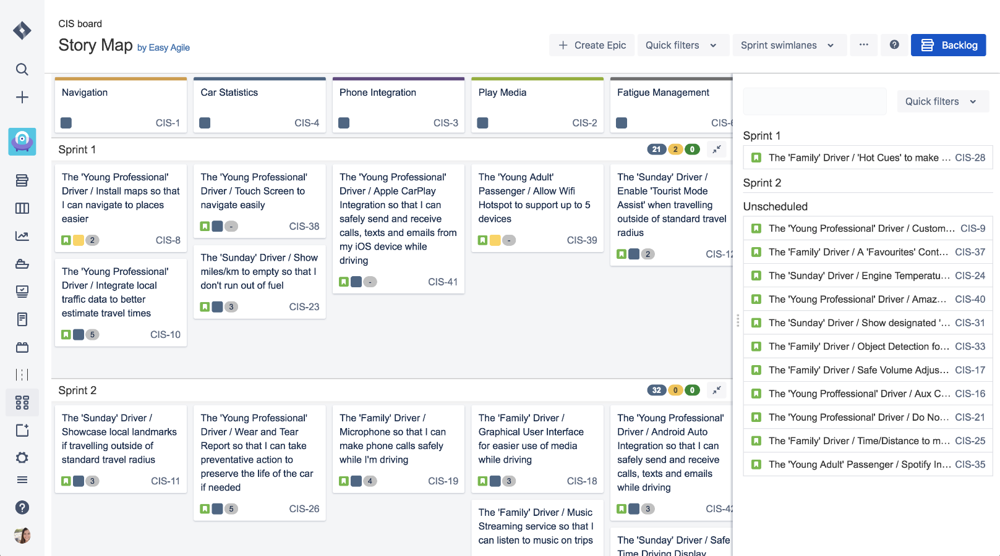 CIS board
Story Map by Easy Agile
Create Epic
Quick filters
Sprint swimlanes
Backlog
Navigation
CIS-1
Car Statistics
CIS-4
Phone Integration
CIS-3
Play Media
CIS-2
Fatigue Management
CIS-6
Sprint 1
21 2 0
The 'Young Professional'
Driver / Install maps so that
I can navigate to places
easier
2 CIS-8
The 'Young Professional'
Driver / Integrate local
traffic data to better
estimate travel times
5 CIS-10
The 'Young Professional'
Driver / Touch Screen to
navigate easily
- CIS-38
The 'Sunday' Driver / Show
miles/km to empty so that I
don't run out of fuel
3 CIS-23
The 'Young Professional'
Driver / Apple CarPlay
Integration so that I can
safely send and receive
calls, texts and emails from
my iOS device while
driving
- CIS-41
The 'Young Adult'
Passenger / Allow Wifi
Hotspot to support up to 5
devices
- CIS-39
The 'Sunday' Driver /
Enable 'Tourist Mode
Assist' when travelling
outside of standard travel
radius
2 CIS-12
Sprint 2
32 0 0
The 'Sunday' Driver /
Showcase local landmarks
if travelling outside of
standard travel radius
3 CIS-11
The 'Young Professional'
Driver / Wear and Tear
Report so that I can take
preventative action to
preserve the life of the car
if needed
5 CIS-26
The 'Family' Driver /
Microphone so that I can
make phone calls safely
while I'm driving
4 CIS-19
The 'Family' Driver /
Graphical User Interface
for easier use of media
while driving
3 CIS-18
The 'Family' Driver / Music
Streaming service so that I
can listen to music on trips
The 'Young Professional'
Driver / Android Auto
Integration so that I can
safely send and receive
calls, texts and emails
while driving
3 CIS-42
The 'Sunday' Driver / Safe
Time Driving Display
Quick filters
Sprint 1
The 'Family' Driver / 'Hot Cues' to make ... CIS-28
Sprint 2
Unscheduled
The 'Young Professional' Driver / Custom... CIS-9
The 'Family' Driver / A 'Favourites' Cont... CIS-37
The 'Sunday' Driver / Engine Temperatu... CIS-24
The 'Young Professional' Driver / Amaz... CIS-40
The 'Sunday' Driver / Show designated '... CIS-31
The 'Family' Driver / Object Detection fo... CIS-33
The 'Family' Driver / Safe Volume Adjus... CIS-17
The 'Young Proffessional' Driver / Aux C... CIS-16
The 'Young Professional' Driver / Do No... CIS-21
The 'Family' Driver / Time/Distance to m... CIS-25
The 'Young Adult' Passenger / Spotify In... CIS-35